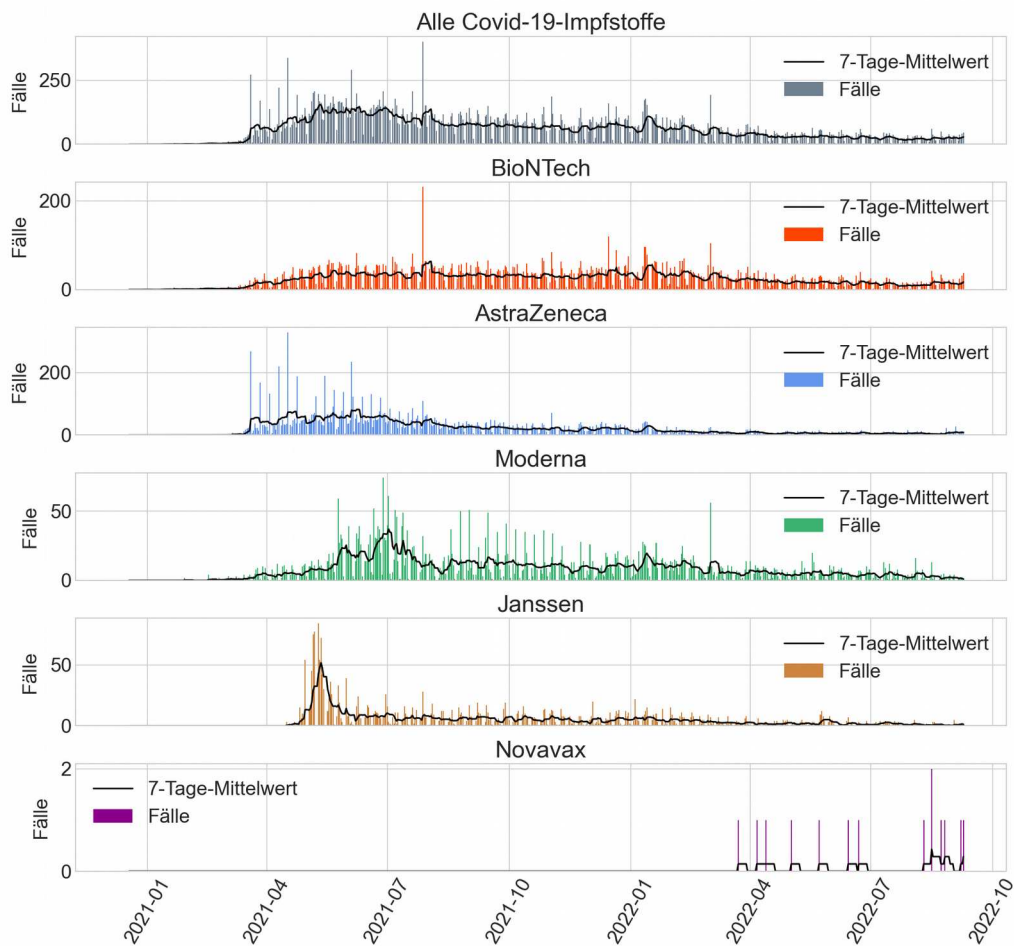 Alle Covid-19-Impfstoffe
Fälle
250
0
7-Tage-Mittelwert
Fälle
BioNTech
Fälle
200
0
7-Tage-Mittelwert
Fälle
AstraZeneca
Fälle
200
0
7-Tage-Mittelwert
Fälle
Moderna
Fälle
50
0
7-Tage-Mittelwert
Fälle
Janssen
Fälle
50
0
7-Tage-Mittelwert
Fälle
Novavax
Fälle
2
0
7-Tage-Mittelwert
Fälle
2021-01
2021-04
2021-07
2021-10
2022-01
2022-04
2022-07
2022-10